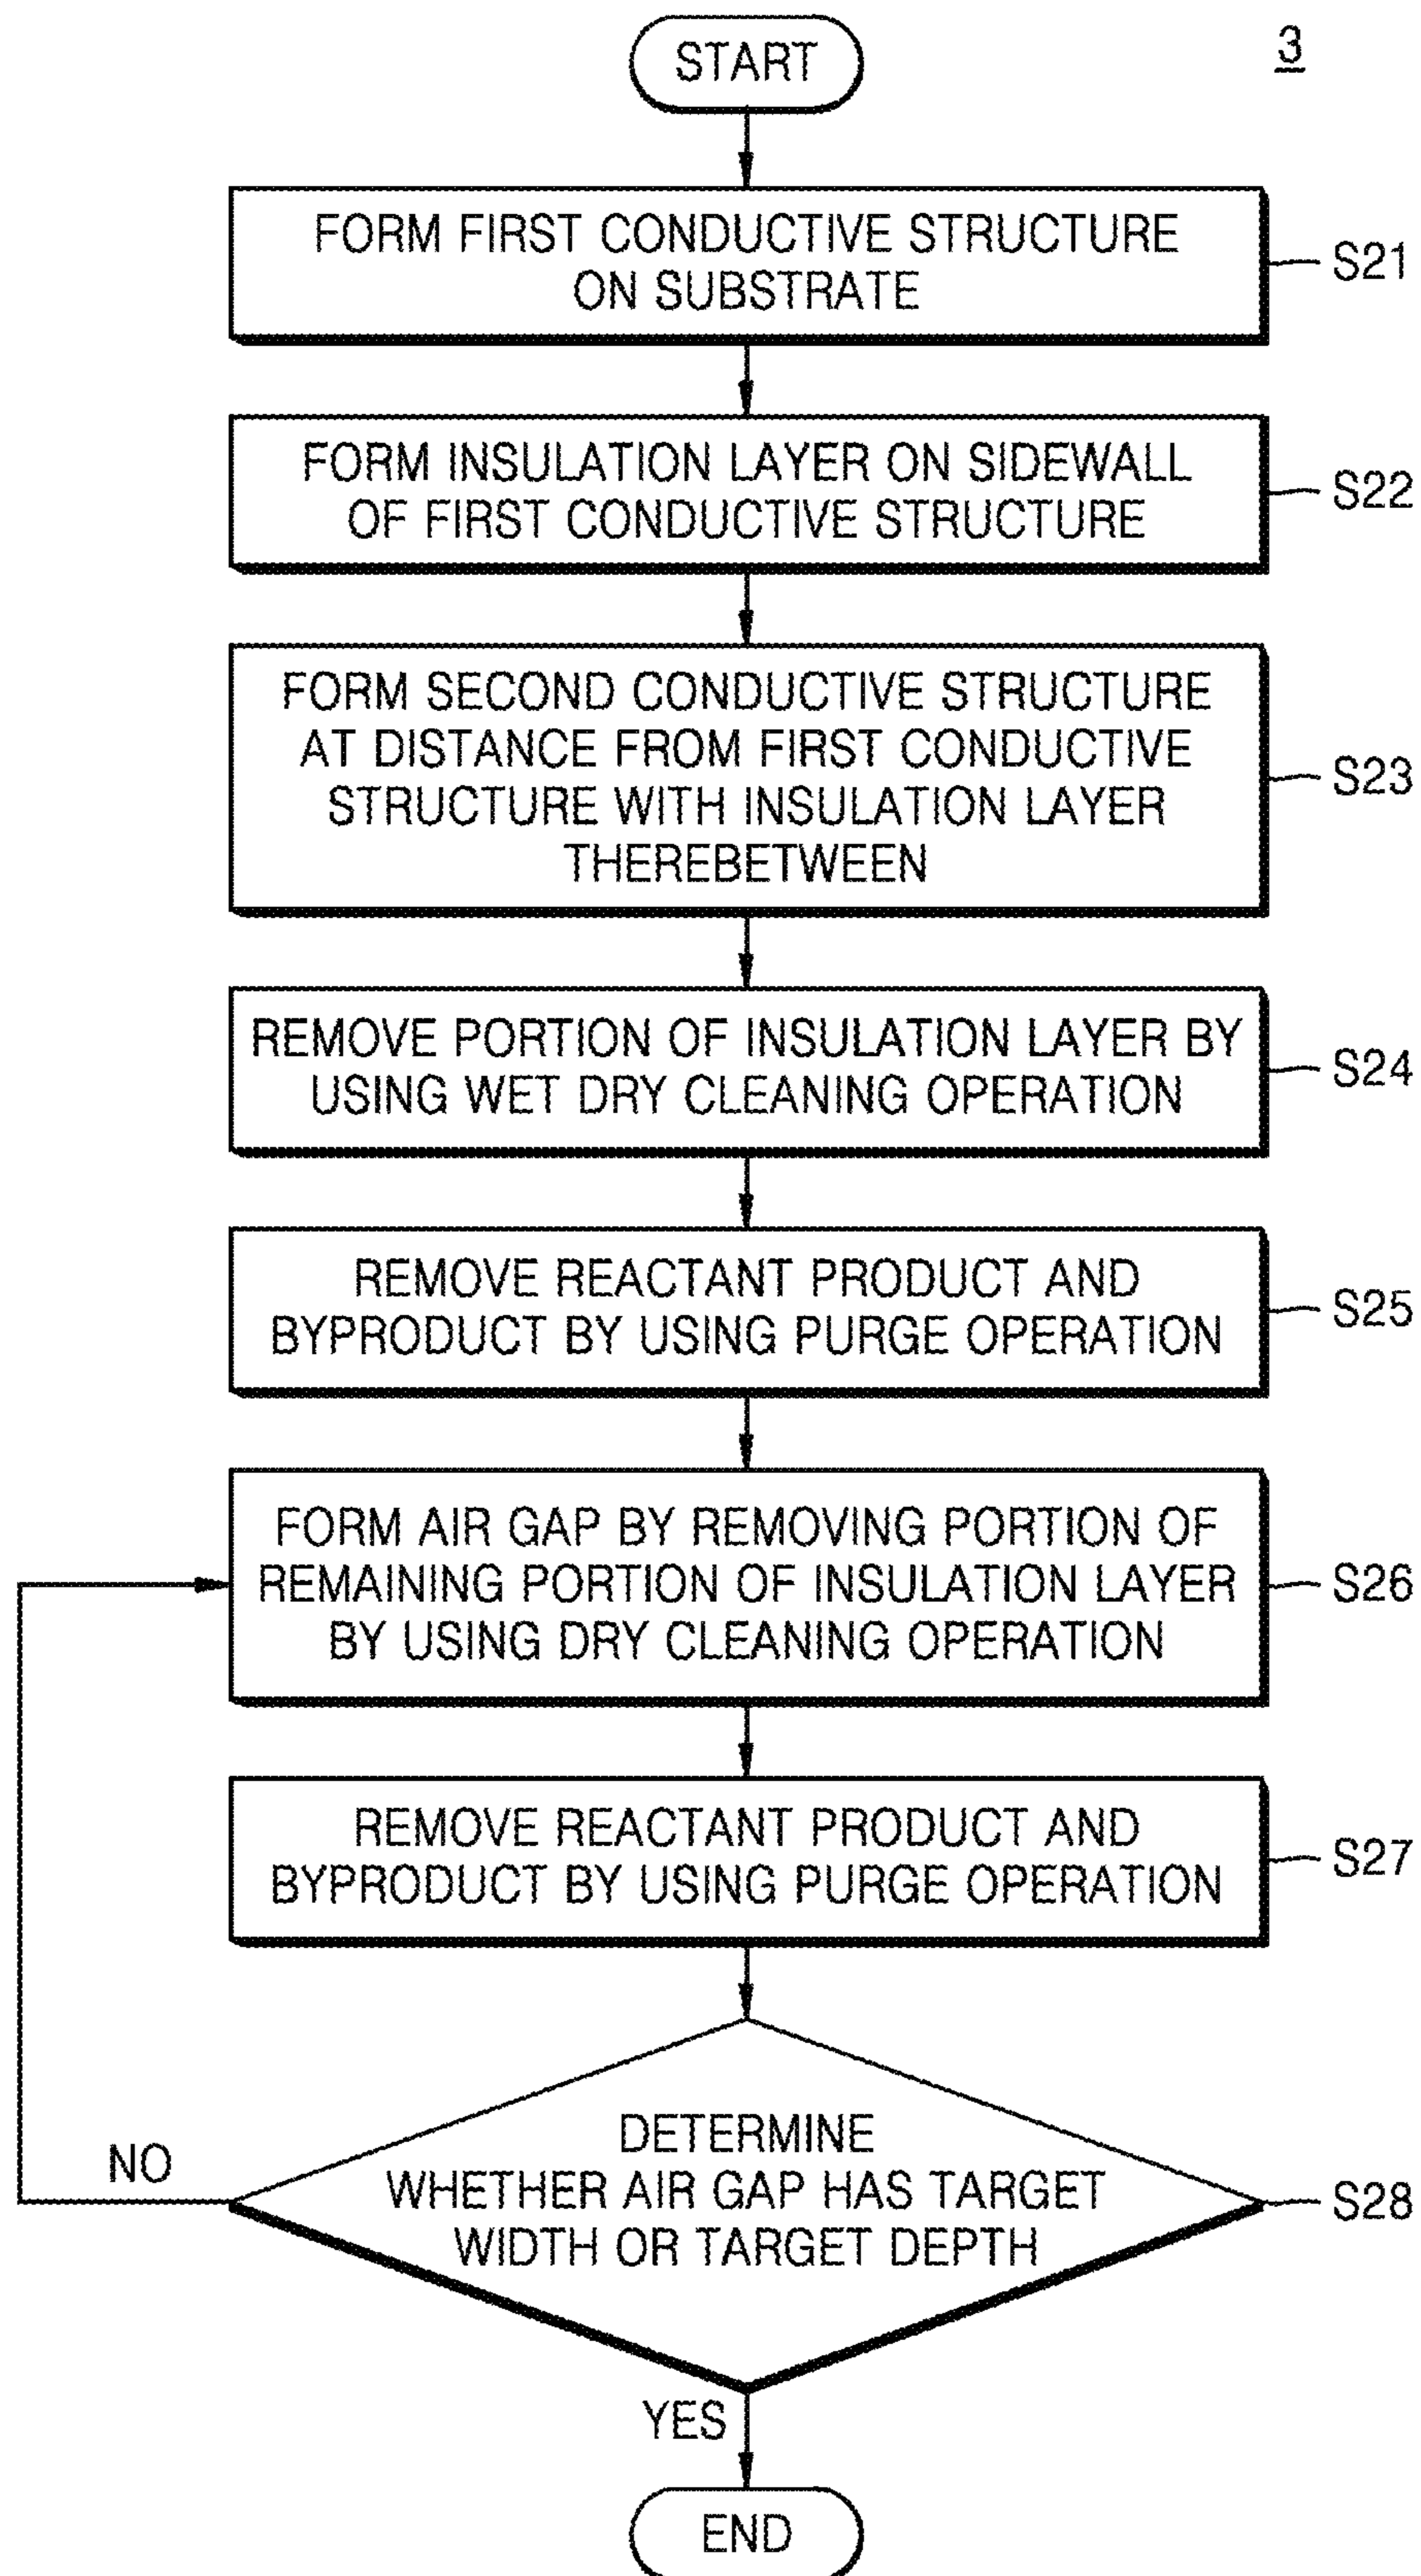 START
3
FORM FIRST CONDUCTIVE STRUCTURE
ON SUBSTRATE
S21
FORM INSULATION LAYER ON SIDEWALL
OF FIRST CONDUCTIVE STRUCTURE
S22
FORM SECOND CONDUCTIVE STRUCTURE
AT DISTANCE FROM FIRST CONDUCTIVE
STRUCTURE WITH INSULATION LAYER
THEREBETWEEN
S23
REMOVE PORTION OF INSULATION LAYER BY
USING WET DRY CLEANING OPERATION
S24
REMOVE REACTANT PRODUCT AND
BYPRODUCT BY USING PURGE OPERATION
S25
FORM AIR GAP BY REMOVING PORTION OF
REMAINING PORTION OF INSULATION LAYER
BY USING DRY CLEANING OPERATION
S26
REMOVE REACTANT PRODUCT AND
BYPRODUCT BY USING PURGE OPERATION
S27
DETERMINE
WHETHER AIR GAP HAS TARGET
WIDTH OR TARGET DEPTH
S28
NO
YES
END